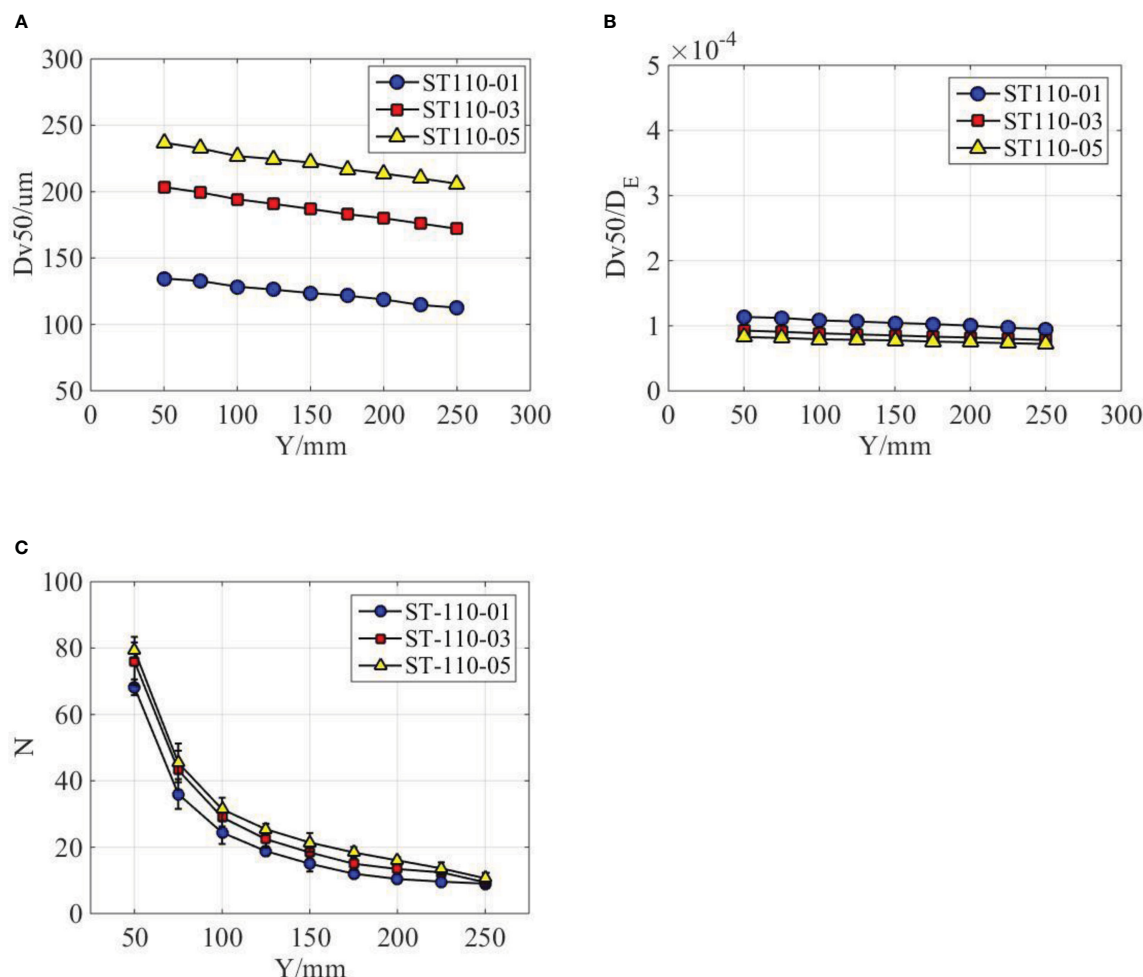 A
300
250
200
150
100
50
Dv50/um
0 50 100 150 200 250 300
Y/mm
ST110-01
ST110-03
ST110-05
B
×10⁻⁴
5
4
3
2
1
0
Dv50/D_E
0 50 100 150 200 250 300
Y/mm
ST110-01
ST110-03
ST110-05
C
100
80
60
40
20
0
N
50 100 150 200 250
Y/mm
ST-110-01
ST-110-03
ST-110-05